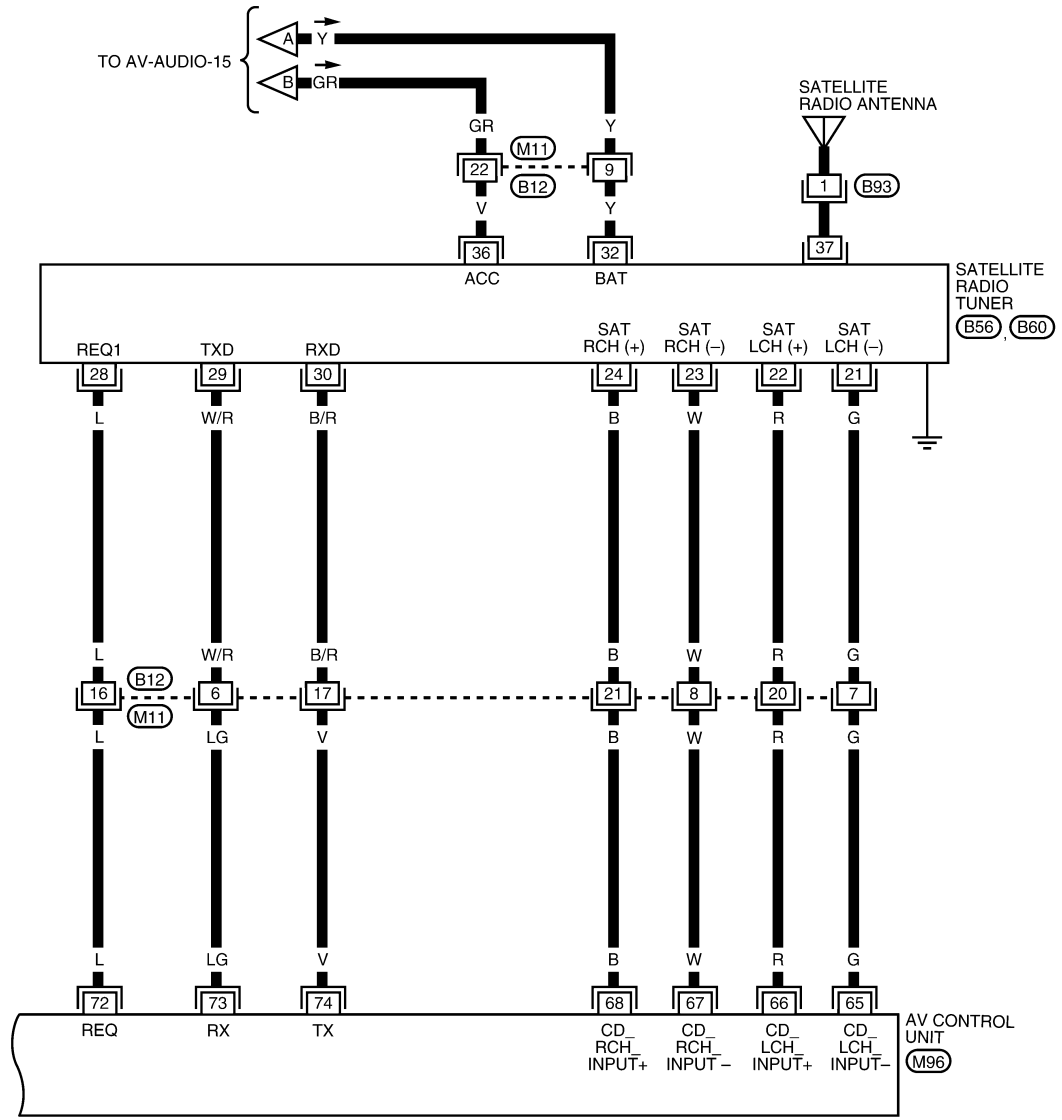 A Y
TO AV-AUDIO-15
B GR
SATELLITE
RADIO ANTENNA
GR Y
M11
22 9 1 B93
B12
V Y
36 32 37
ACC BAT
SATELLITE
RADIO
TUNER
B56 , B60
SAT SAT SAT SAT
REQ1 TXD RXD RCH (+) RCH (–) LCH (+) LCH (–)
28 29 30 24 23 22 21
L W/R B/R B W R G
L W/R B/R B W R G
B12
16 6 17 21 8 20 7
M11
L LG V B W R G
L LG V B W R G
72 73 74 68 67 66 65
REQ RX TX CD_ CD_ CD_ CD_
RCH_ RCH_ LCH_ LCH_
INPUT+ INPUT– INPUT+ INPUT–
AV CONTROL
UNIT
M96